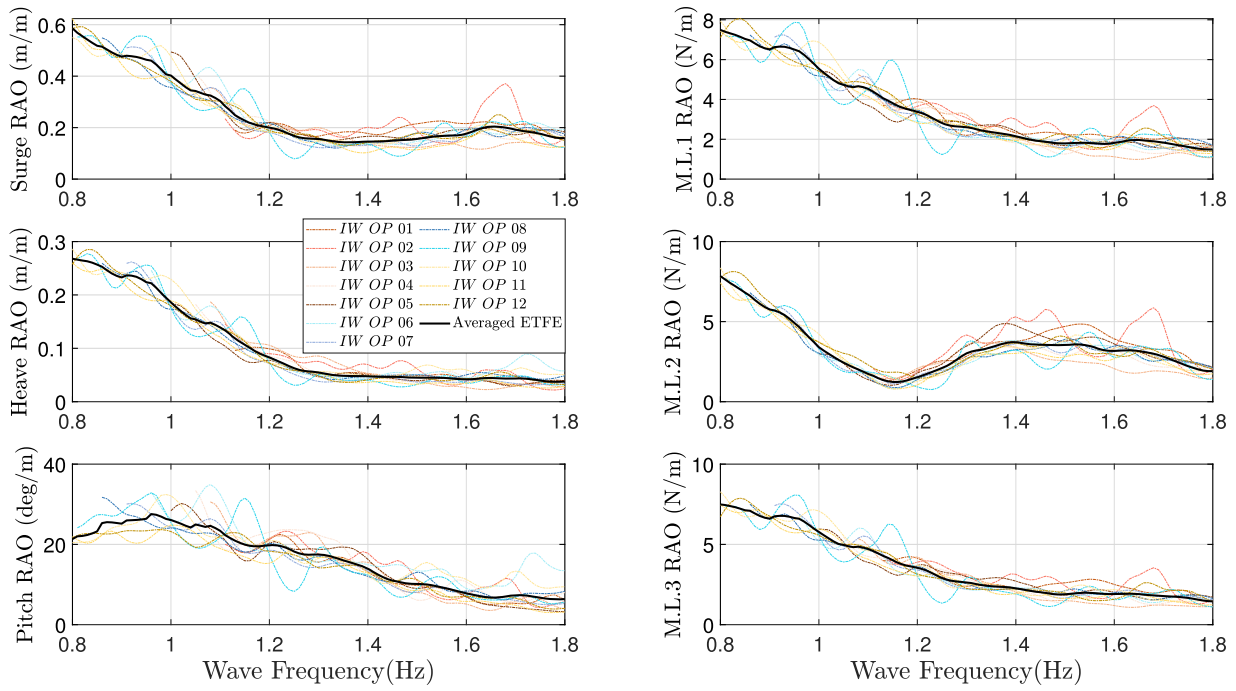 Surge RAO (m/m)
0.6
0.4
0.2
0
0.8 1 1.2 1.4 1.6 1.8
M.L.1 RAO (N/m)
8
6
4
2
0
0.8 1 1.2 1.4 1.6 1.8
Heave RAO (m/m)
0.3
0.2
0.1
0
0.8 1 1.2 1.4 1.6 1.8
IW OP 01
IW OP 02
IW OP 03
IW OP 04
IW OP 05
IW OP 06
IW OP 07
IW OP 08
IW OP 09
IW OP 10
IW OP 11
IW OP 12
Averaged ETFE
M.L.2 RAO (N/m)
10
5
0
0.8 1 1.2 1.4 1.6 1.8
Pitch RAO (deg/m)
40
20
0
0.8 1 1.2 1.4 1.6 1.8
Wave Frequency(Hz)
M.L.3 RAO (N/m)
10
5
0
0.8 1 1.2 1.4 1.6 1.8
Wave Frequency(Hz)